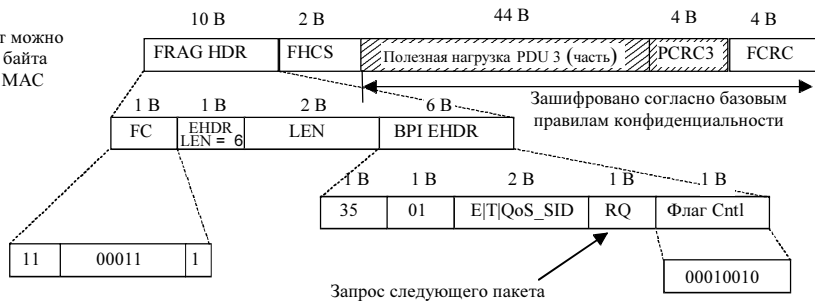 10 B 2 B 44 B 4 B 4 B
т можно
байта
MAC
FRAG HDR FHCS Полезная нагрузка PDU 3 (часть) PCRC3 FCRC
Зашифровано согласно базовым
правилам конфиденциальности
1 B 1 B 2 B 6 B
FC EHDR LEN = 6 LEN BPI EHDR
1 B 1 B 2 B 1 B 1 B
35 01 E|T|QoS_SID RQ Флаг Cntl
11 00011 1
00010010
Запрос следующего пакета